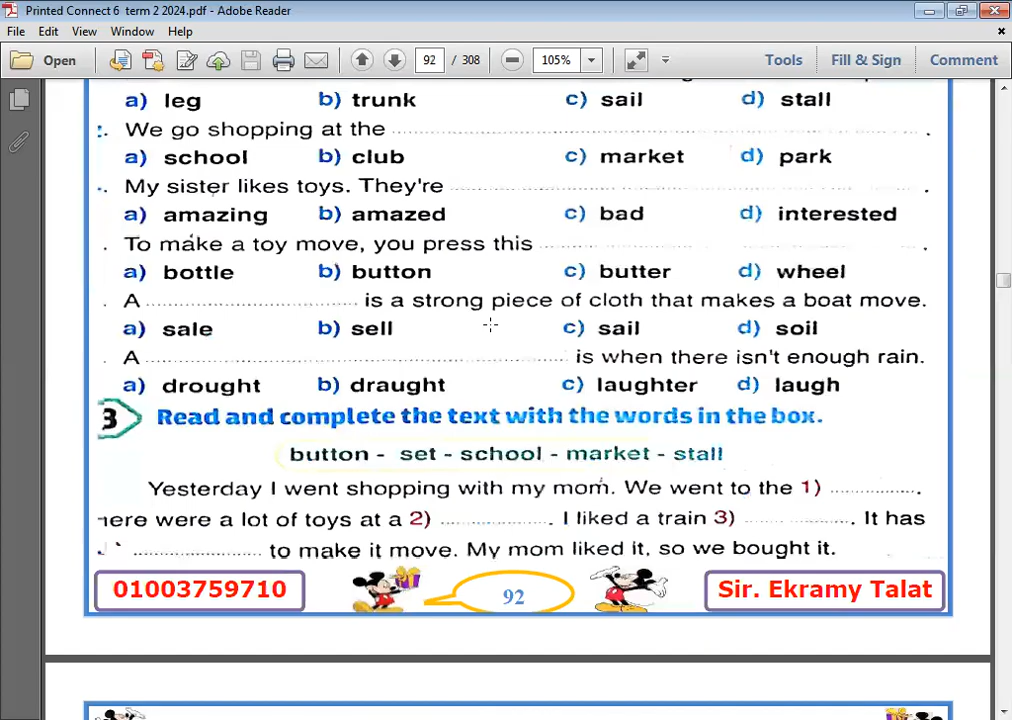 Printed Connect 6 term 2 2024.pdf - Adobe Reader
File Edit View Window Help
Open 92 / 308 105% Tools Fill & Sign Comment
a) leg b) trunk c) sail d) stall
We go shopping at the .
a) school b) club c) market d) park
My sister likes toys. They're .
a) amazing b) amazed c) bad d) interested
To make a toy move, you press this .
a) bottle b) button c) butter d) wheel
A is a strong piece of cloth that makes a boat move.
a) sale b) sell c) sail d) soil
A is when there isn't enough rain.
a) drought b) draught c) laughter d) laugh
3 Read and complete the text with the words in the box.
button - set - school - market - stall
Yesterday I went shopping with my mom. We went to the 1) .
here were a lot of toys at a 2) . I liked a train 3) . It has
to make it move. My mom liked it, so we bought it.
01003759710 92 Sir. Ekramy Talat